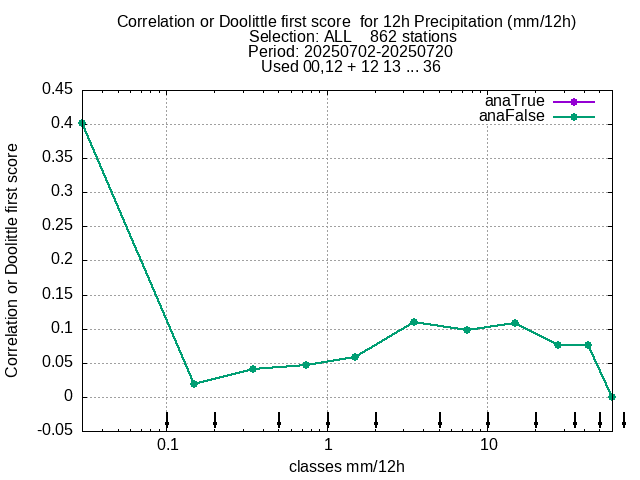 Correlation or Doolittle first score  for 12h Precipitation (mm/12h)
Selection: ALL    862 stations
Period: 20250702-20250720
Used 00,12 + 12 13 ... 36
anaTrue
anaFalse
Correlation or Doolittle first score
0.45
0.4
0.35
0.3
0.25
0.2
0.15
0.1
0.05
0
-0.05
0.1 1 10
classes mm/12h